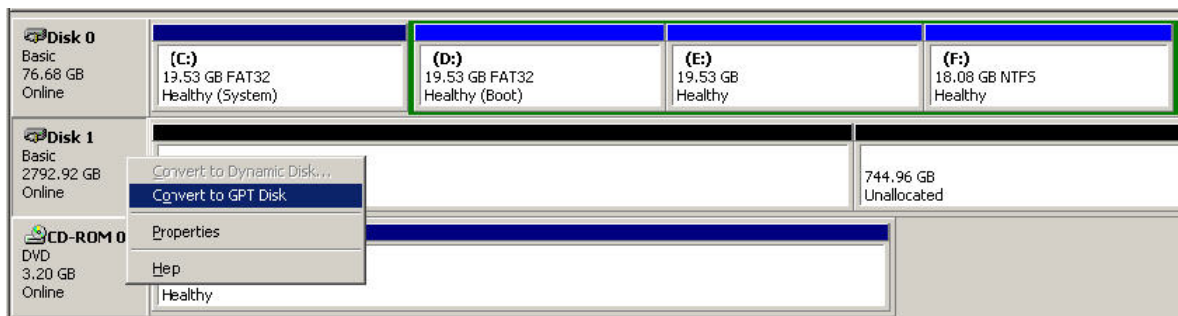 Disk 0
Basic
76.68 GB
Online
(C:)
19.53 GB FAT32
Healthy (System)
(D:)
19.53 GB FAT32
Healthy (Boot)
(E:)
19.53 GB
Healthy
(F:)
18.08 GB NTFS
Healthy
Disk 1
Basic
2792.92 GB
Online
744.96 GB
Unallocated
Convert to Dynamic Disk...
Convert to GPT Disk
Properties
Help
CD-ROM 0
DVD
3.20 GB
Online
Healthy